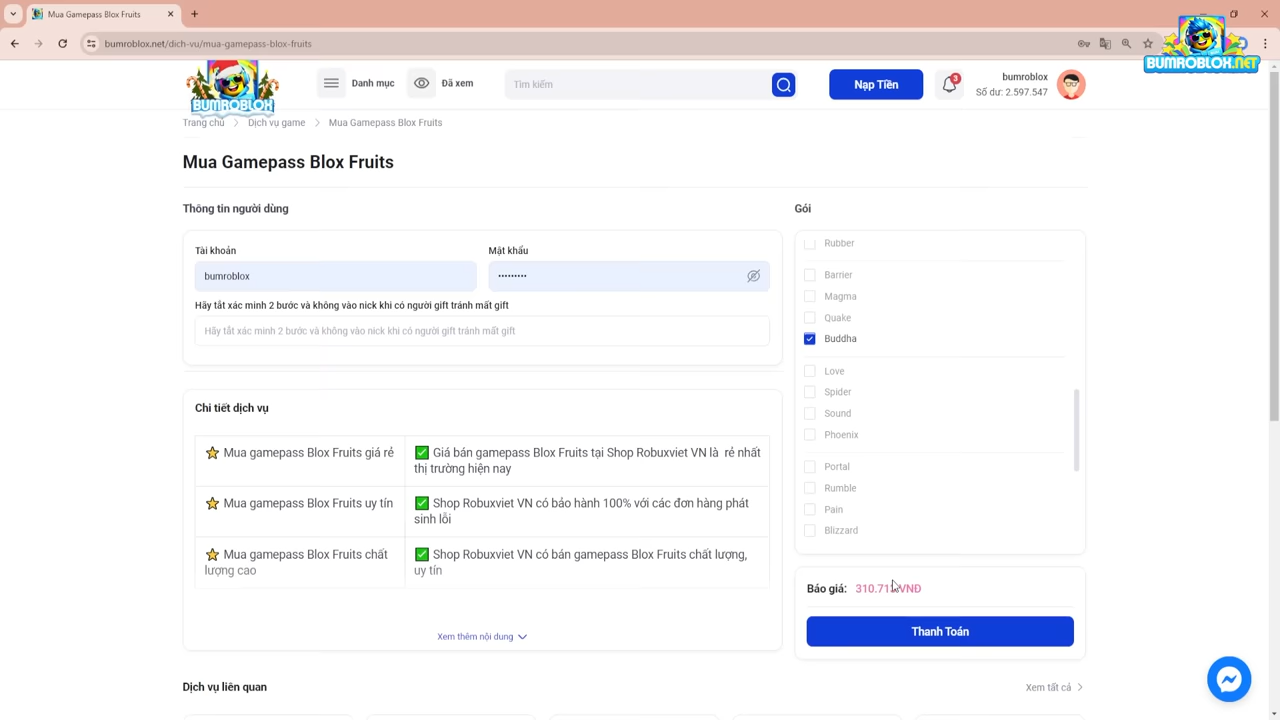 Mua Gamepass Blox Fruits
bumroblox.net/dich-vu/mua-gamepass-blox-fruits
BUMROBLOX.NET
BUMROBLOX
Danh mục
Đã xem
Tìm kiếm
Nạp Tiền
3
bumroblox
Số dư: 2.597.547
Trang chủ
Dịch vụ game
Mua Gamepass Blox Fruits
Mua Gamepass Blox Fruits
Thông tin người dùng
Gói
Tài khoản
Mật khẩu
bumroblox
•••••••••
Hãy tắt xác minh 2 bước và không vào nick khi có người gift tránh mất gift
Hãy tắt xác minh 2 bước và không vào nick khi có người gift tránh mất gift
Rubber
Barrier
Magma
Quake
Buddha
Love
Spider
Sound
Phoenix
Portal
Rumble
Pain
Blizzard
Chi tiết dịch vụ
⭐ Mua gamepass Blox Fruits giá rẻ
✅ Giá bán gamepass Blox Fruits tại Shop Robuxviet VN là rẻ nhất
thị trường hiện nay
⭐ Mua gamepass Blox Fruits uy tín
✅ Shop Robuxviet VN có bảo hành 100% với các đơn hàng phát
sinh lỗi
⭐ Mua gamepass Blox Fruits chất
lượng cao
✅ Shop Robuxviet VN có bán gamepass Blox Fruits chất lượng,
uy tín
Xem thêm nội dung
Báo giá:
Thanh Toán
Dịch vụ liên quan
Xem tất cả